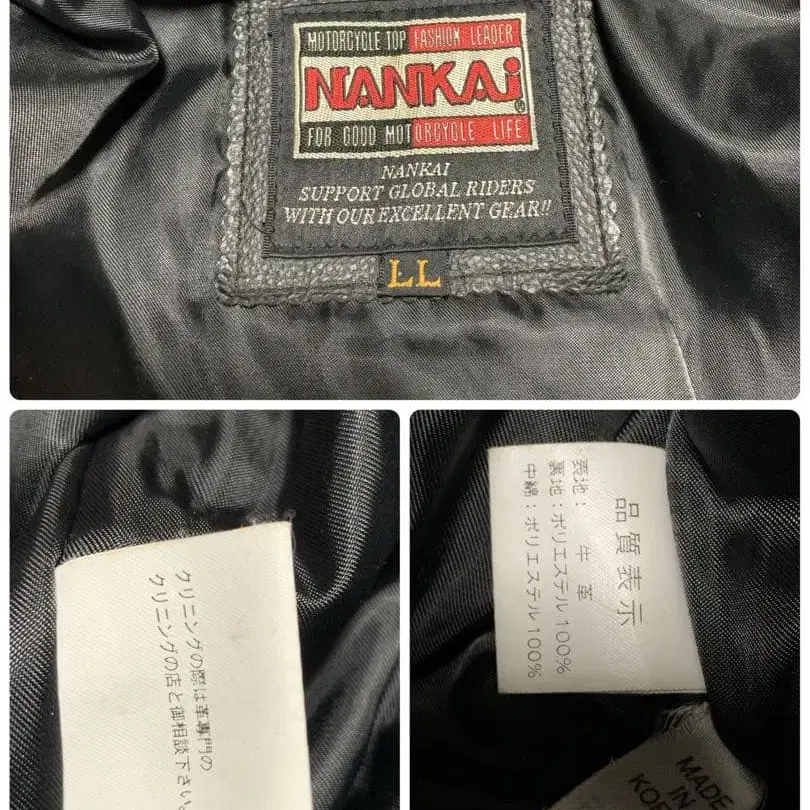 MOTORCYCLE TOP FASHION LEADER
NANKAi®
FOR GOOD MOTORCYCLE LIFE
NANKAI
SUPPORT GLOBAL RIDERS
WITH OUR EXCELLENT GEAR!!
LL
クリニングの際は革専門の
クリニングの店と御相談下さい。
品質表示
表地：牛革
裏地：ポリエステル100%
中綿：ポリエステル100%
MADE
IN